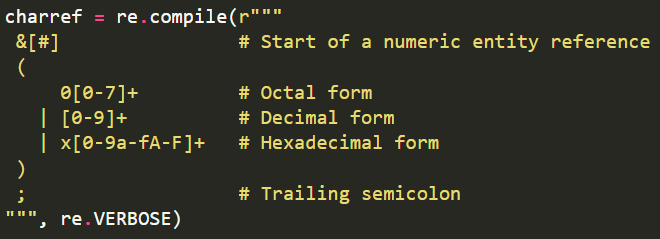 charref = re.compile(r"""
 &[#]                # Start of a numeric entity reference
 (
     0[0-7]+         # Octal form
   | [0-9]+          # Decimal form
   | x[0-9a-fA-F]+   # Hexadecimal form
 )
 ;                   # Trailing semicolon
""", re.VERBOSE)